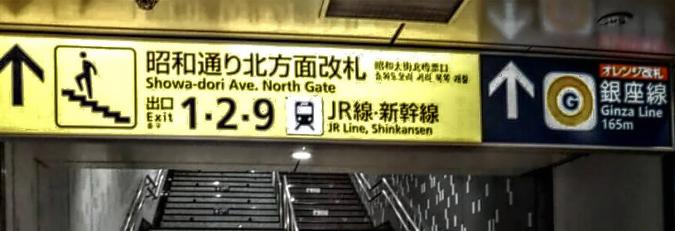 昭和通り北方面改札
Showa-dori Ave. North Gate
出口
Exit
1・2・9
JR線・新幹線
JR Line, Shinkansen
オレンジ改札
G
銀座線
Ginza Line
165m